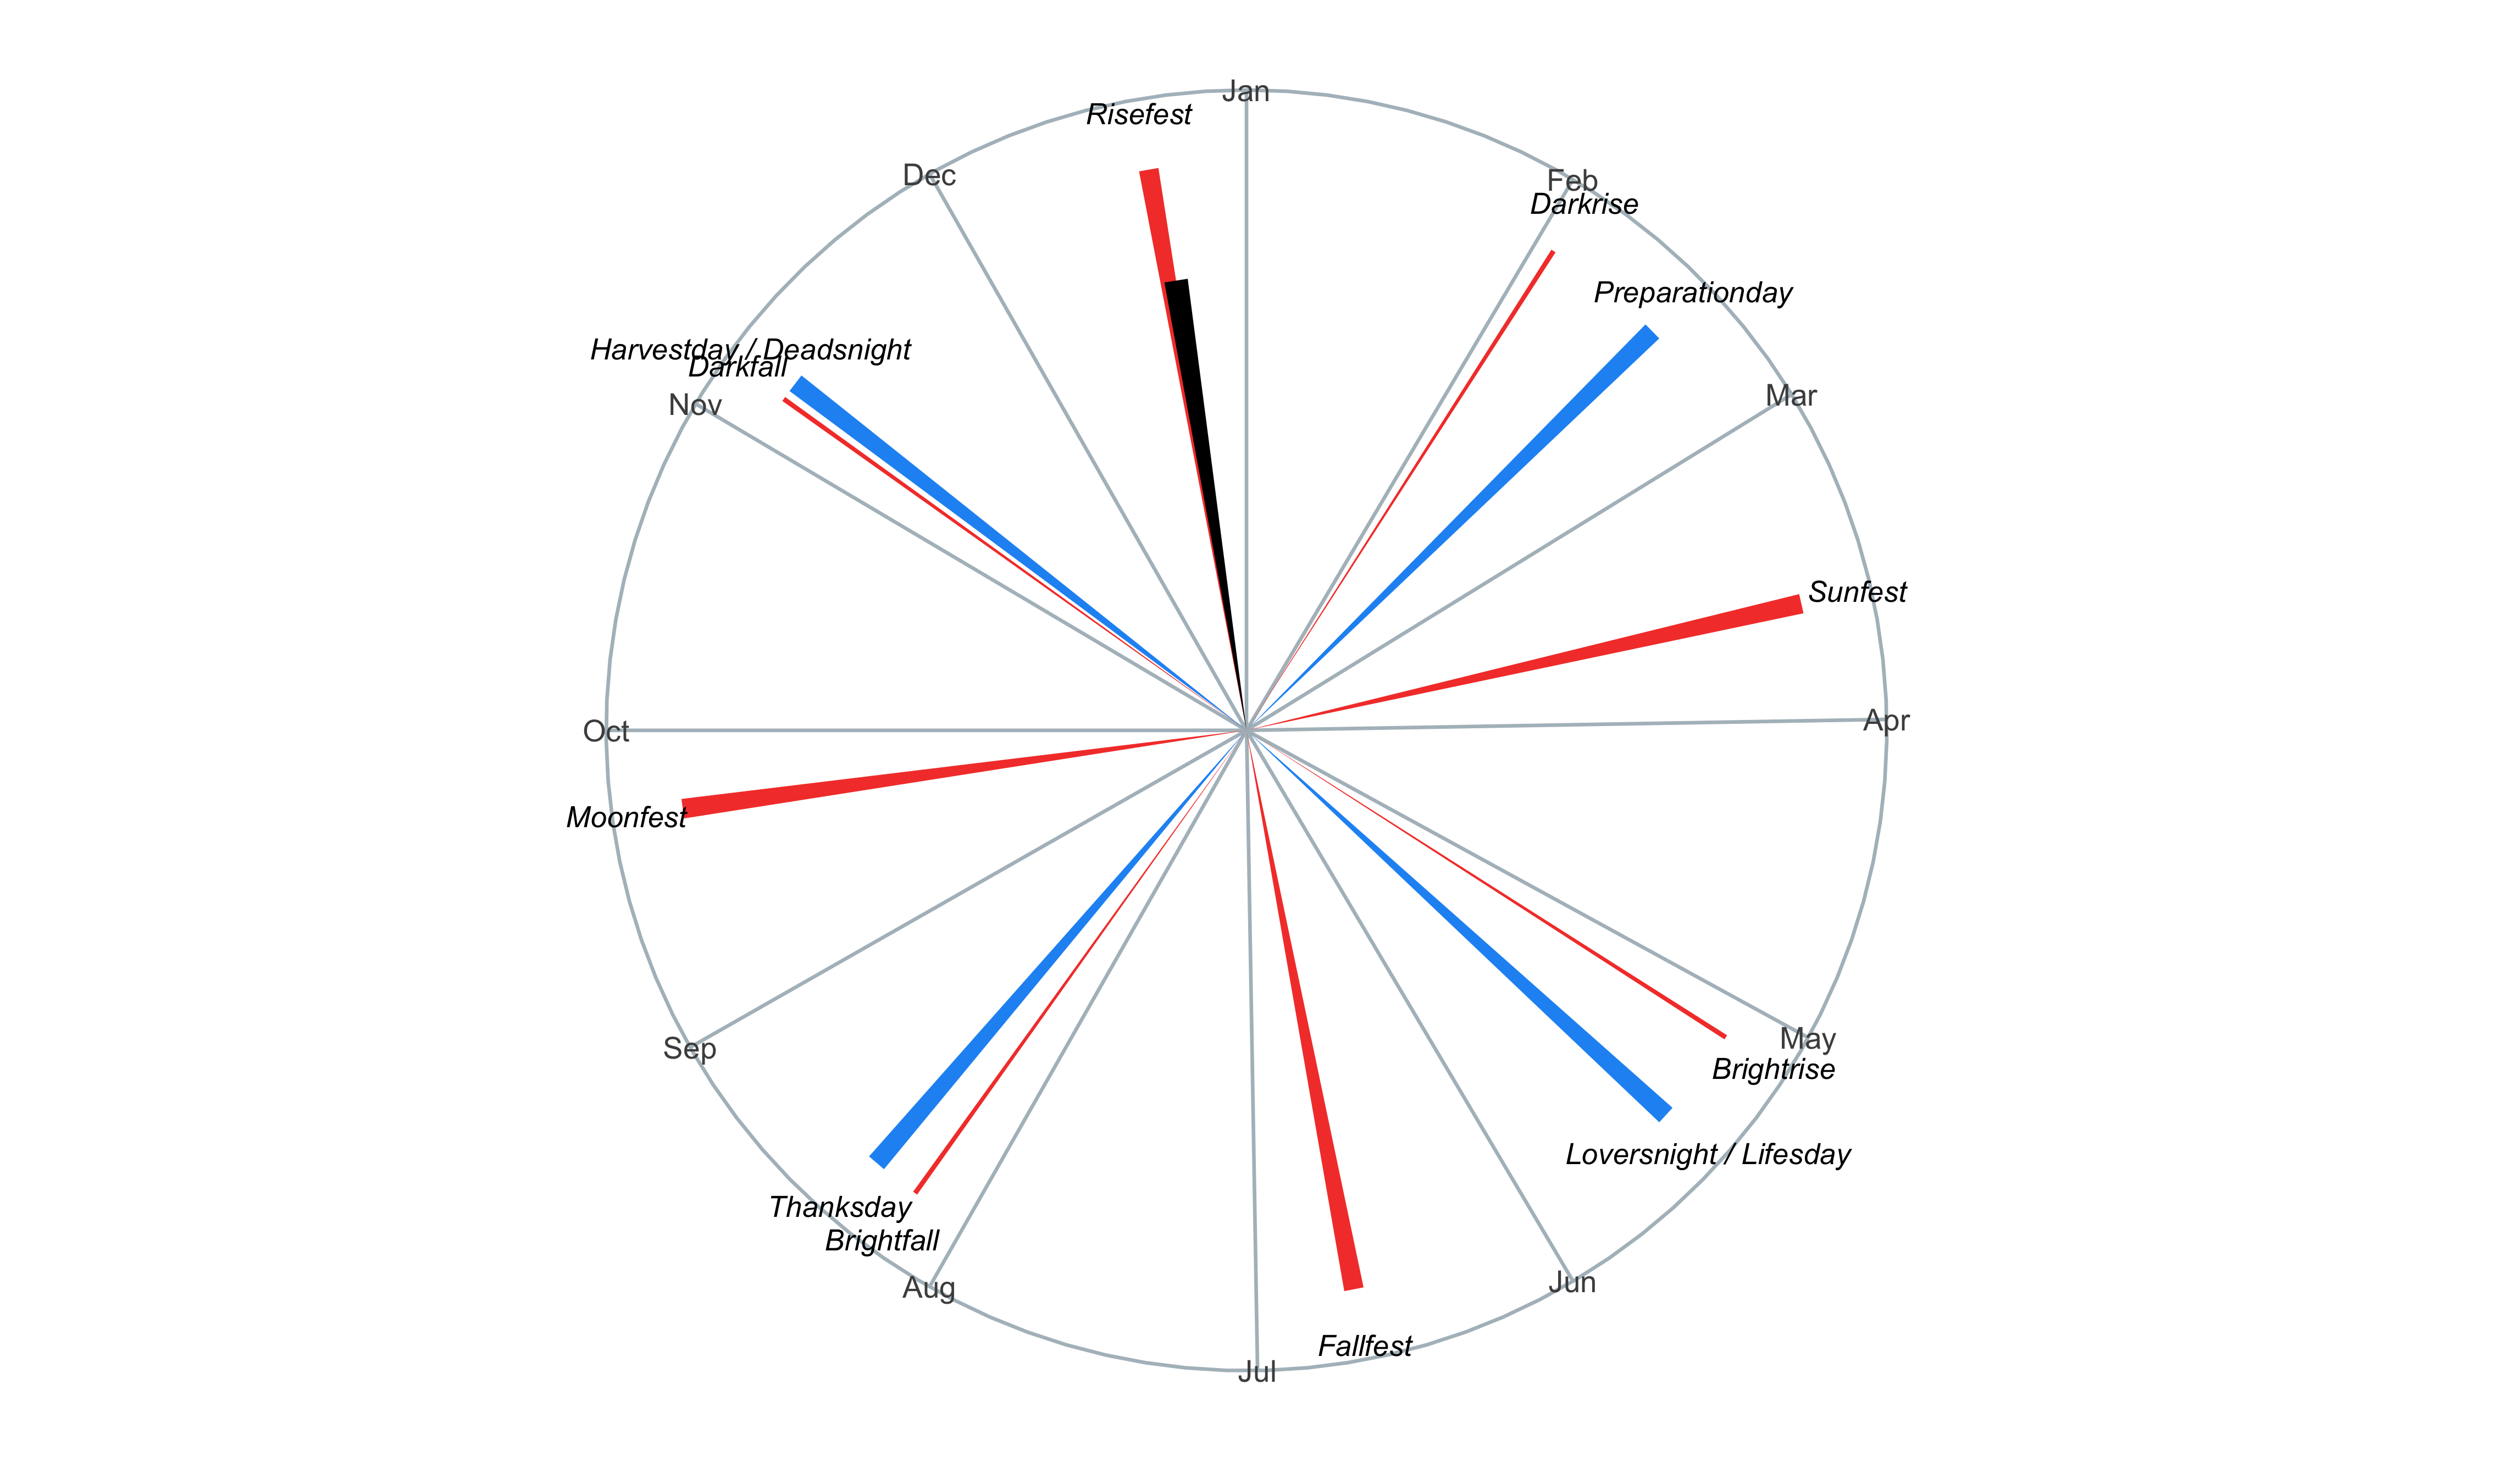 Jan
Risefest
Dec
Feb
Darkrise
Preparationday
Harvestday / Deadsnight
Darkfall
Nov
Mar
Sunfest
Oct
Apr
Moonfest
Sep
May
Brightrise
Loversnight / Lifesday
Thanksday
Brightfall
Aug
Jun
Fallfest
Jul